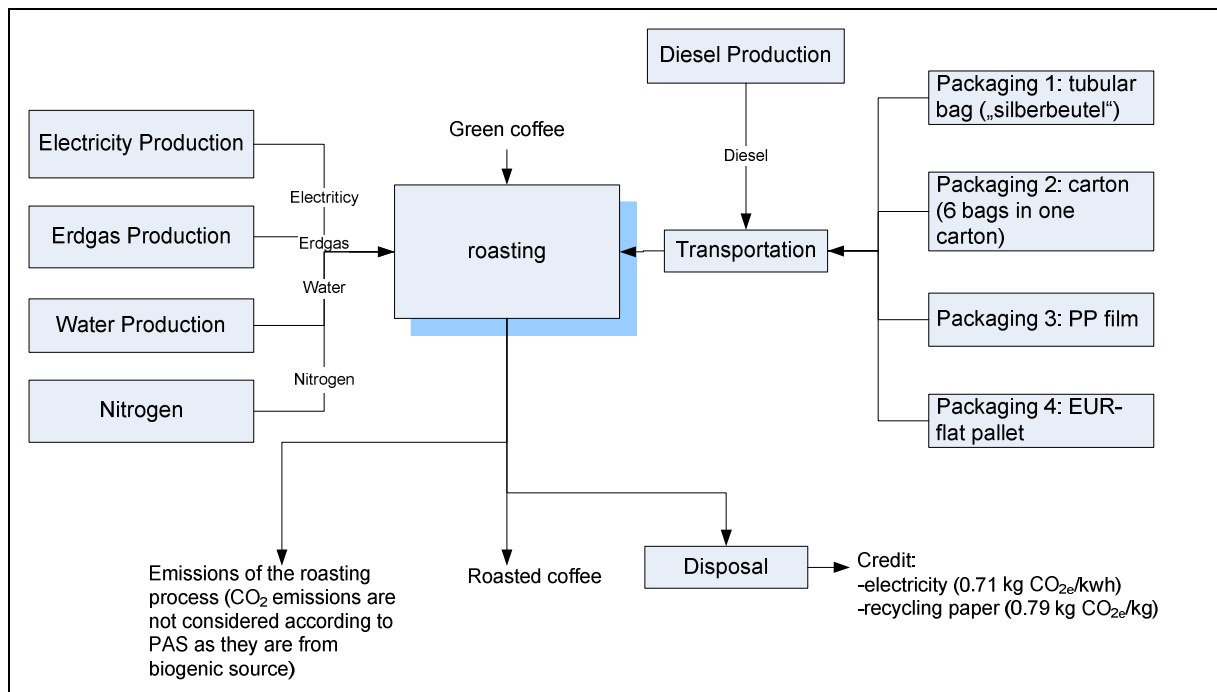 Diesel Production
Packaging 1: tubular
bag („silberbeutel“)
Electricity Production
Green coffee
Diesel
Electriticy
Packaging 2: carton
(6 bags in one
carton)
Erdgas Production
Erdgas
roasting
Transportation
Water
Water Production
Packaging 3: PP film
Nitrogen
Nitrogen
Packaging 4: EUR-
flat pallet
Emissions of the roasting
process (CO2 emissions are
not considered according to
PAS as they are from
biogenic source)
Roasted coffee
Disposal
Credit:
-electricity (0.71 kg CO2e/kwh)
-recycling paper (0.79 kg CO2e/kg)